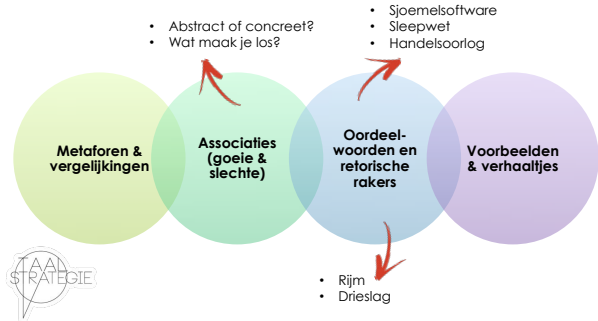 • Abstract of concreet?
• Wat maak je los?
• Sjoemelsoftware
• Sleepwet
• Handelsoorlog
Metaforen &
vergelijkingen
Associaties
(goeie &
slechte)
Oordeel-
woorden en
retorische
rakers
Voorbeelden
& verhaaltjes
TAAL
STRATEGIE
• Rijm
• Drieslag